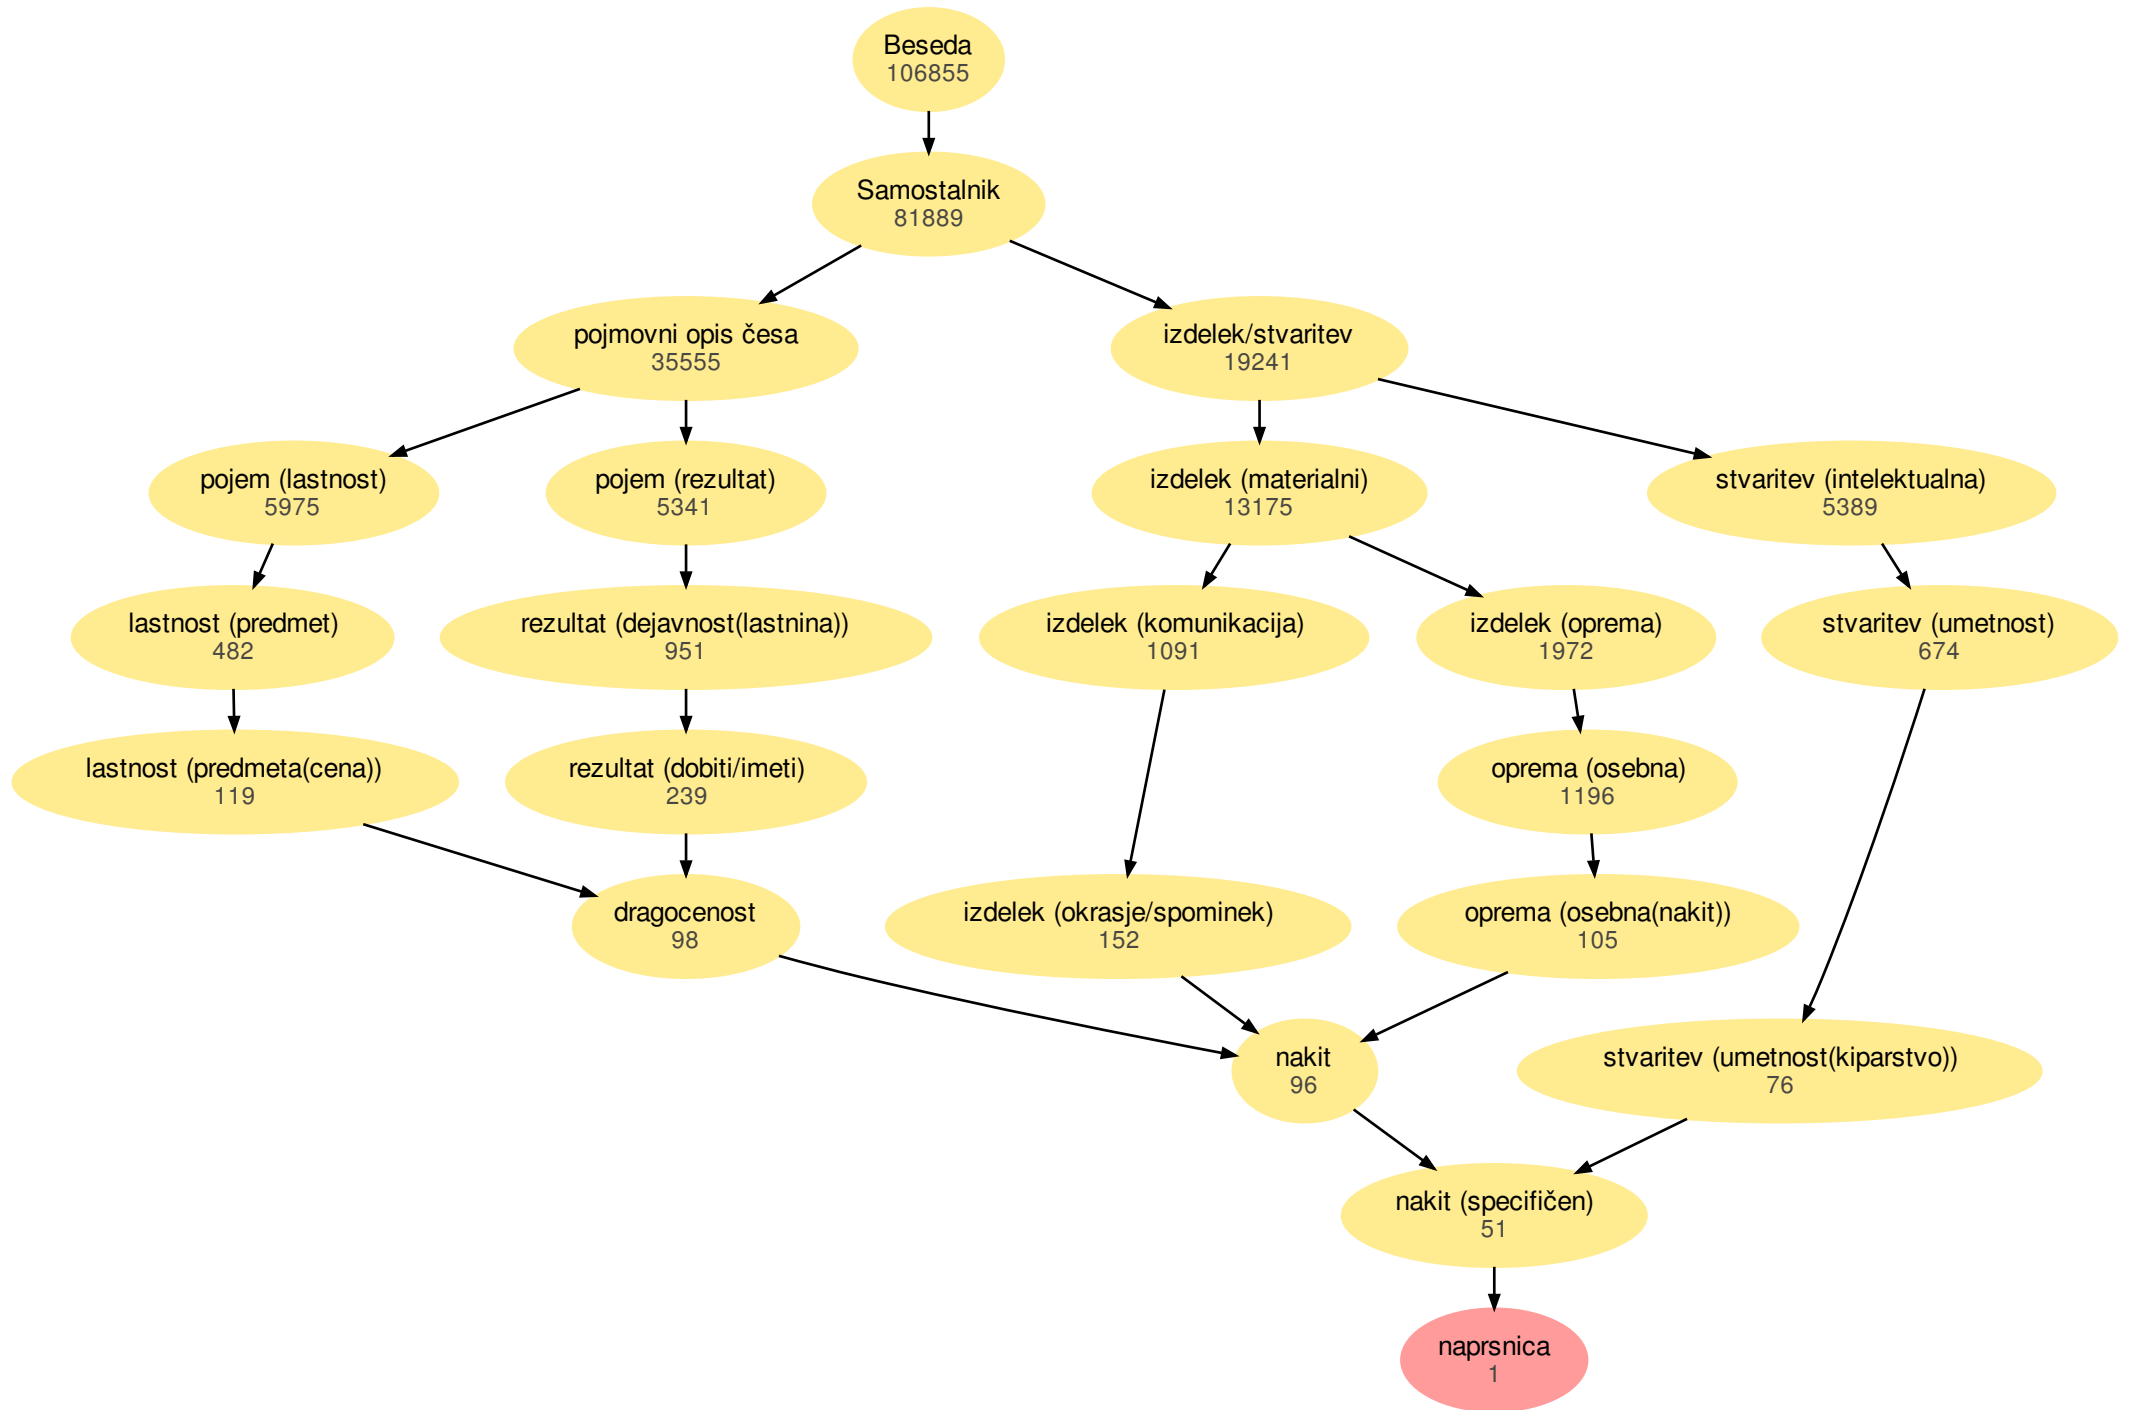 Beseda
106855
Samostalnik
81889
pojmovni opis česa
35555
izdelek/stvaritev
19241
pojem (lastnost)
5975
pojem (rezultat)
5341
izdelek (materialni)
13175
stvaritev (intelektualna)
5389
lastnost (predmet)
482
rezultat (dejavnost(lastnina))
951
izdelek (komunikacija)
1091
izdelek (oprema)
1972
stvaritev (umetnost)
674
lastnost (predmeta(cena))
119
rezultat (dobiti/imeti)
239
oprema (osebna)
1196
dragocenost
98
izdelek (okrasje/spominek)
152
oprema (osebna(nakit))
105
nakit
96
stvaritev (umetnost(kiparstvo))
76
nakit (specifičen)
51
naprsnica
1